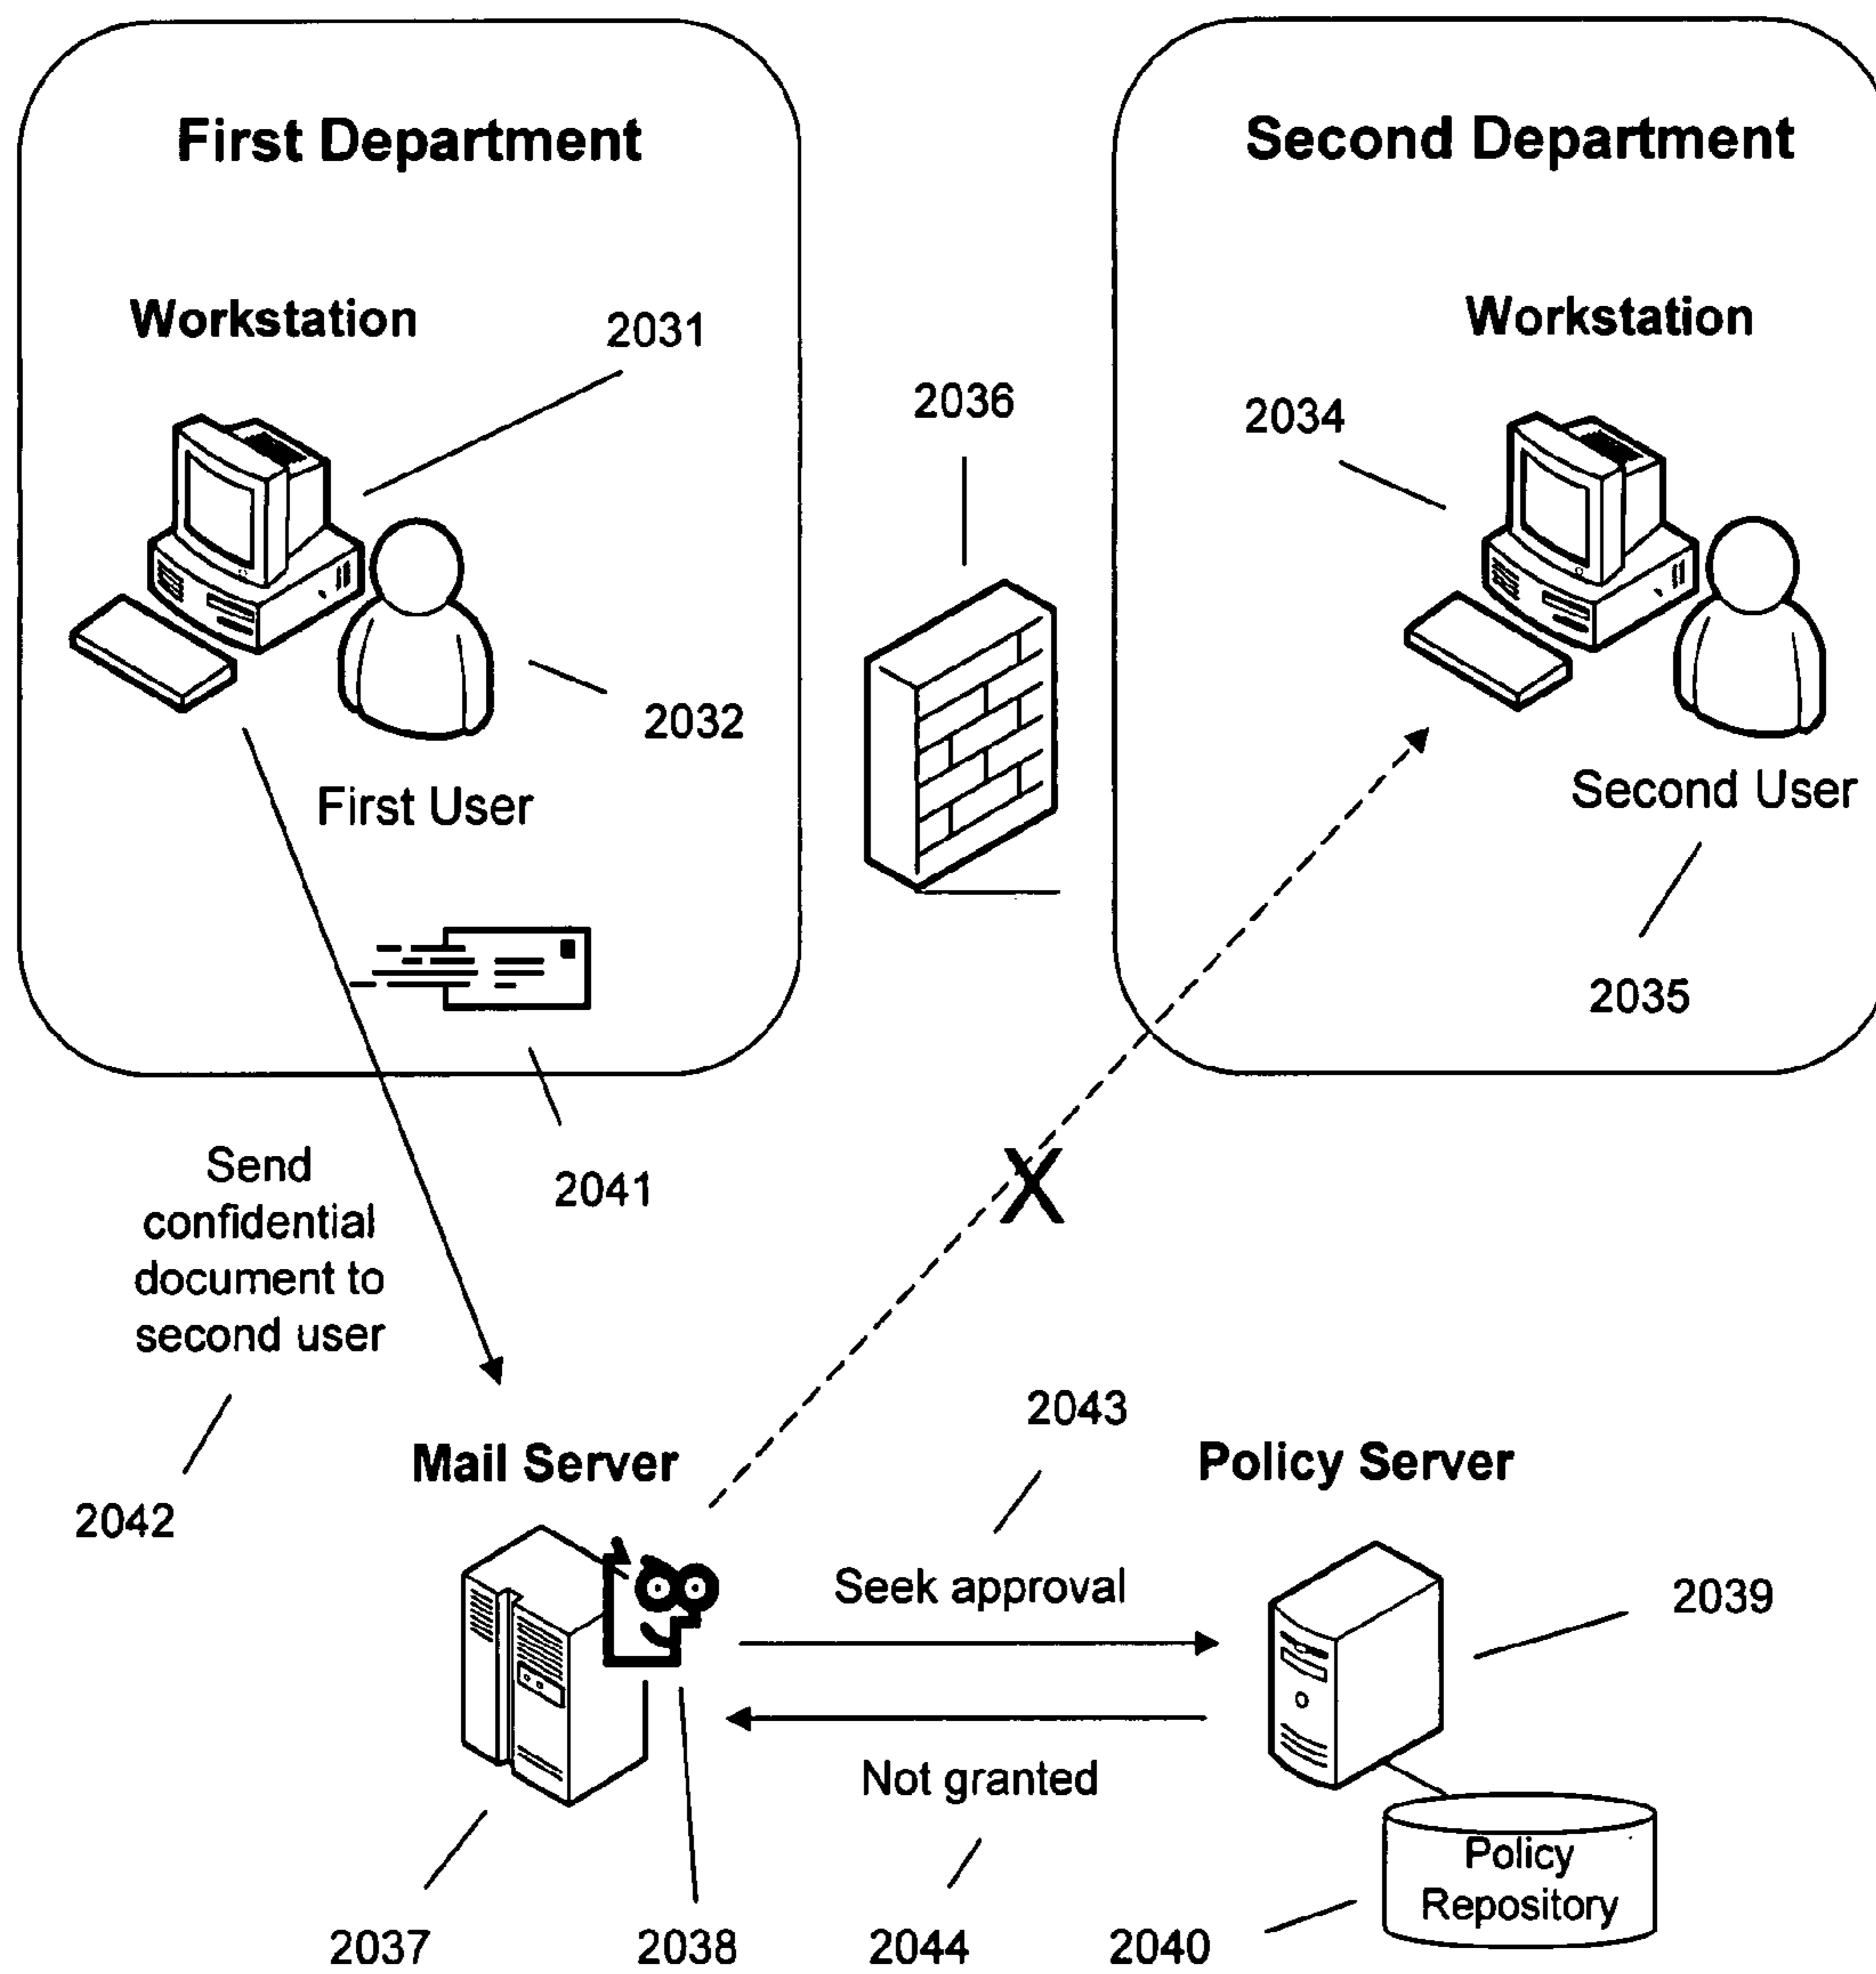 First Department
Second Department
Workstation
2031
Workstation
2036
2034
2032
First User
Second User
2035
2041
Send
confidential
document to
second user
X
2042
2043
Mail Server
Policy Server
Seek approval
2039
Not granted
Policy
Repository
2037
2038
2044
2040